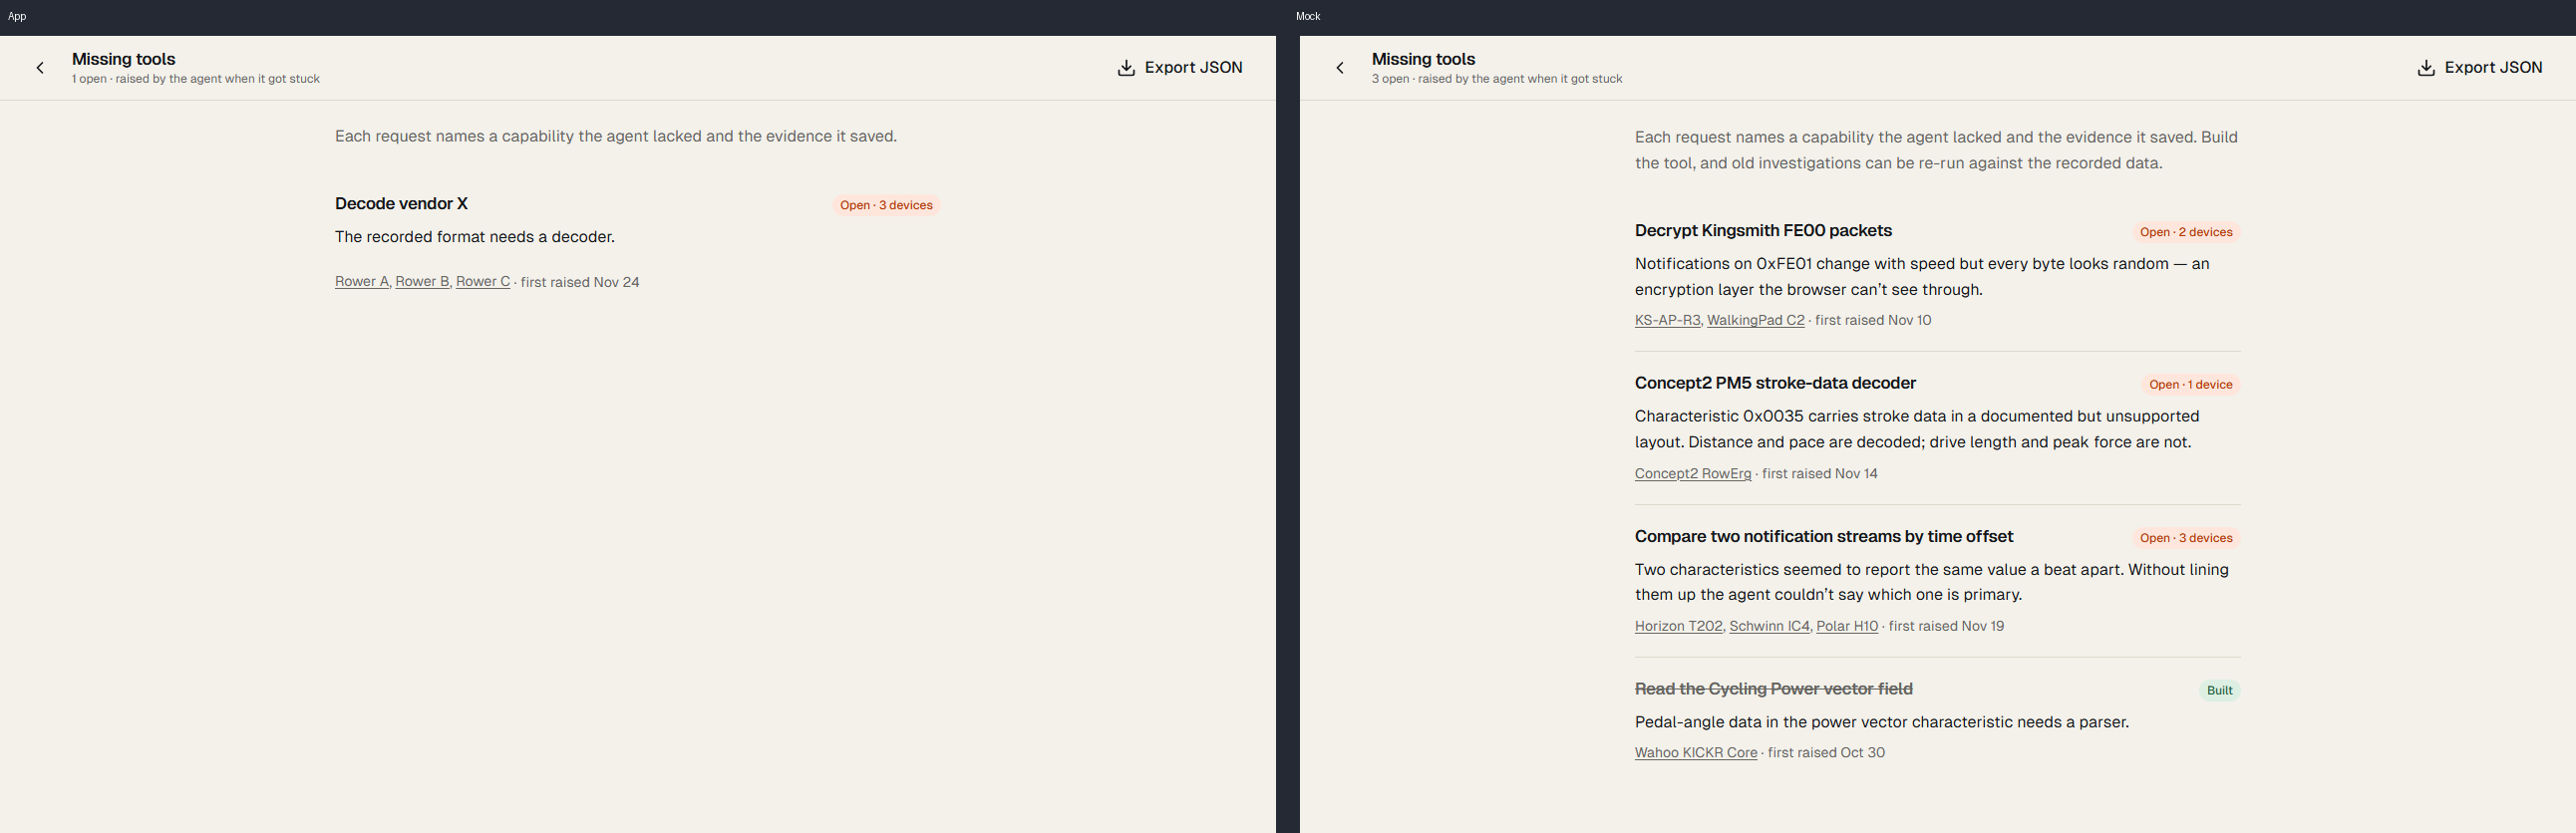 App
Missing tools
1 open · raised by the agent when it got stuck
Export JSON
Each request names a capability the agent lacked and the evidence it saved.
Decode vendor X
Open · 3 devices
The recorded format needs a decoder.
Rower A, Rower B, Rower C · first raised Nov 24
Mock
Missing tools
3 open · raised by the agent when it got stuck
Export JSON
Each request names a capability the agent lacked and the evidence it saved. Build
the tool, and old investigations can be re-run against the recorded data.
Decrypt Kingsmith FE00 packets
Open · 2 devices
Notifications on 0xFE01 change with speed but every byte looks random — an
encryption layer the browser can’t see through.
KS-AP-R3, WalkingPad C2 · first raised Nov 10
Concept2 PM5 stroke-data decoder
Open · 1 device
Characteristic 0x0035 carries stroke data in a documented but unsupported
layout. Distance and pace are decoded; drive length and peak force are not.
Concept2 RowErg · first raised Nov 14
Compare two notification streams by time offset
Open · 3 devices
Two characteristics seemed to report the same value a beat apart. Without lining
them up the agent couldn’t say which one is primary.
Horizon T202, Schwinn IC4, Polar H10 · first raised Nov 19
Read the Cycling Power vector field
Built
Pedal-angle data in the power vector characteristic needs a parser.
Wahoo KICKR Core · first raised Oct 30